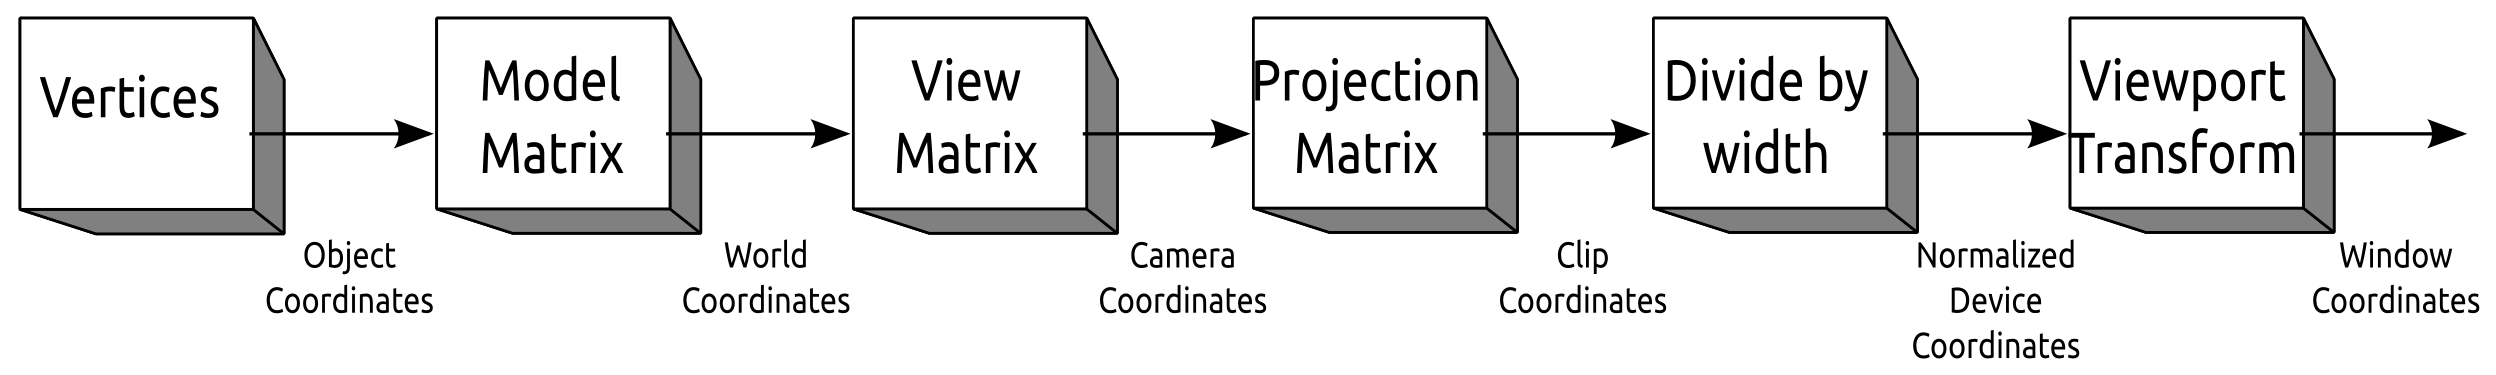 Vertices
Model
Matrix
View
Matrix
Projection
Matrix
Divide by
width
Viewport
Transform
Object
Coordinates
World
Coordinates
Camera
Coordinates
Clip
Coordinates
Normalized
Device
Coordinates
Window
Coordinates